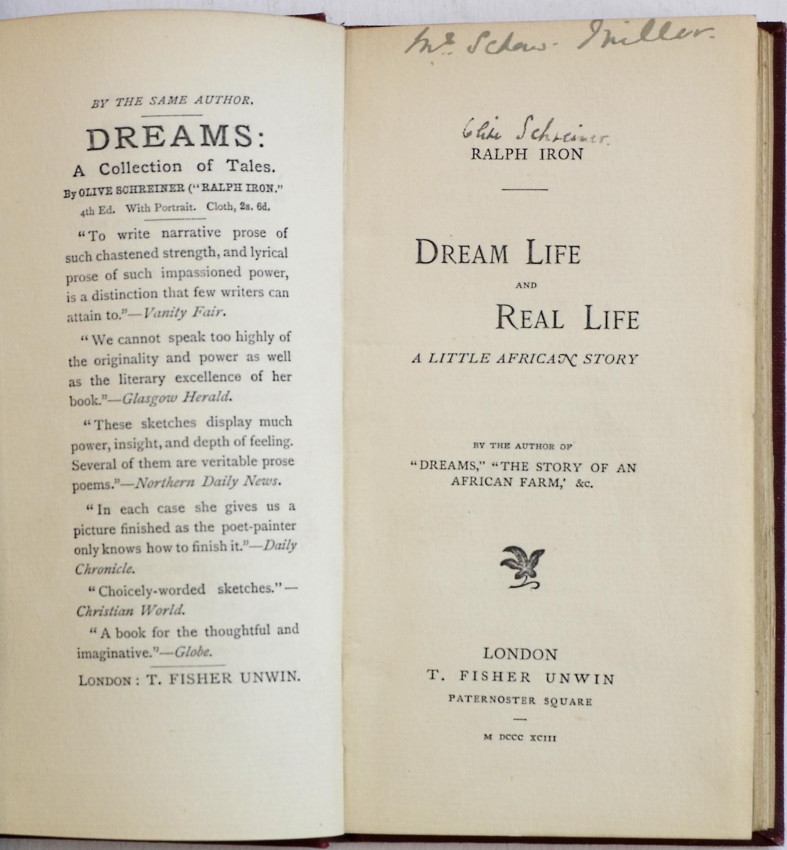 BY THE SAME AUTHOR.
DREAMS:
A Collection of Tales.
By OLIVE SCHREINER ("RALPH IRON."
4th Ed. With Portrait. Cloth, 2s. 6d.
"To write narrative prose of
such chastened strength, and lyrical
prose of such impassioned power,
is a distinction that few writers can
attain to."—Vanity Fair.
"We cannot speak too highly of
the originality and power as well
as the literary excellence of her
book."—Glasgow Herald.
"These sketches display much
power, insight, and depth of feeling.
Several of them are veritable prose
poems."—Northern Daily News.
"In each case she gives us a
picture finished as the poet-painter
only knows how to finish it."—Daily
Chronicle.
"Choicely-worded sketches."—
Christian World.
"A book for the thoughtful and
imaginative."—Globe.
LONDON: T. FISHER UNWIN.
Miller.
Olive Schreiner.
RALPH IRON
DREAM LIFE
AND
REAL LIFE
A LITTLE AFRICAN STORY
BY THE AUTHOR OF
"DREAMS," "THE STORY OF AN
AFRICAN FARM,' &c.
LONDON
T. FISHER UNWIN
PATERNOSTER SQUARE
M DCCC XCIII